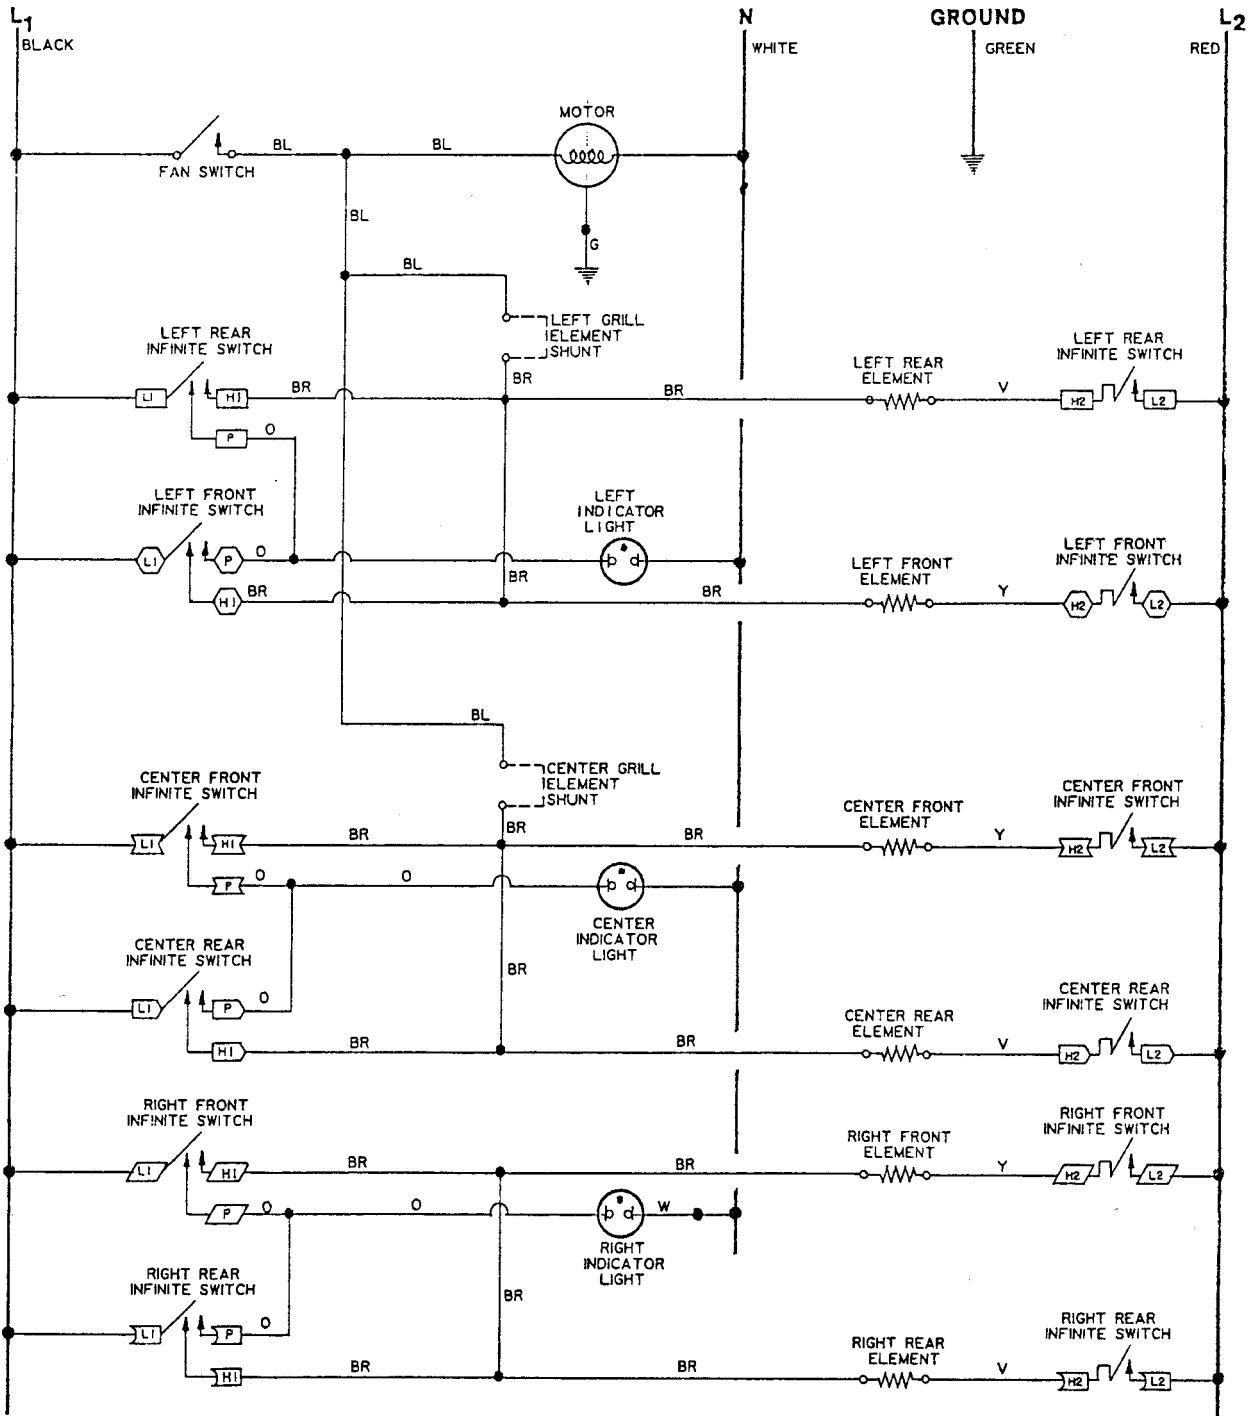 L1 N GROUND L2
BLACK WHITE GREEN RED
MOTOR
BL BL
FAN SWITCH
BL
G
BL
LEFT GRILL
ELEMENT
SHUNT
LEFT REAR
INFINITE SWITCH
LEFT REAR
ELEMENT
LEFT REAR
INFINITE SWITCH
L1 H1 BR BR BR V H2 L2
P O
LEFT FRONT
INFINITE SWITCH
LEFT
INDICATOR
LIGHT
LEFT FRONT
ELEMENT
LEFT FRONT
INFINITE SWITCH
L1 P O
BR
H1 BR BR Y H2 L2
BL
CENTER GRILL
ELEMENT
SHUNT
CENTER FRONT
INFINITE SWITCH
CENTER FRONT
ELEMENT
CENTER FRONT
INFINITE SWITCH
L1 H1 BR BR BR Y H2 L2
P O O
CENTER
INDICATOR
LIGHT
CENTER REAR
INFINITE SWITCH
BR
L1 P O
CENTER REAR
ELEMENT
CENTER REAR
INFINITE SWITCH
H1 BR BR V H2 L2
RIGHT FRONT
INFINITE SWITCH
RIGHT FRONT
ELEMENT
RIGHT FRONT
INFINITE SWITCH
L1 H1 BR BR Y H2 L2
P O O W
RIGHT
INDICATOR
LIGHT
RIGHT REAR
INFINITE SWITCH
BR
L1 P O
RIGHT REAR
ELEMENT
RIGHT REAR
INFINITE SWITCH
H1 BR BR V H2 L2